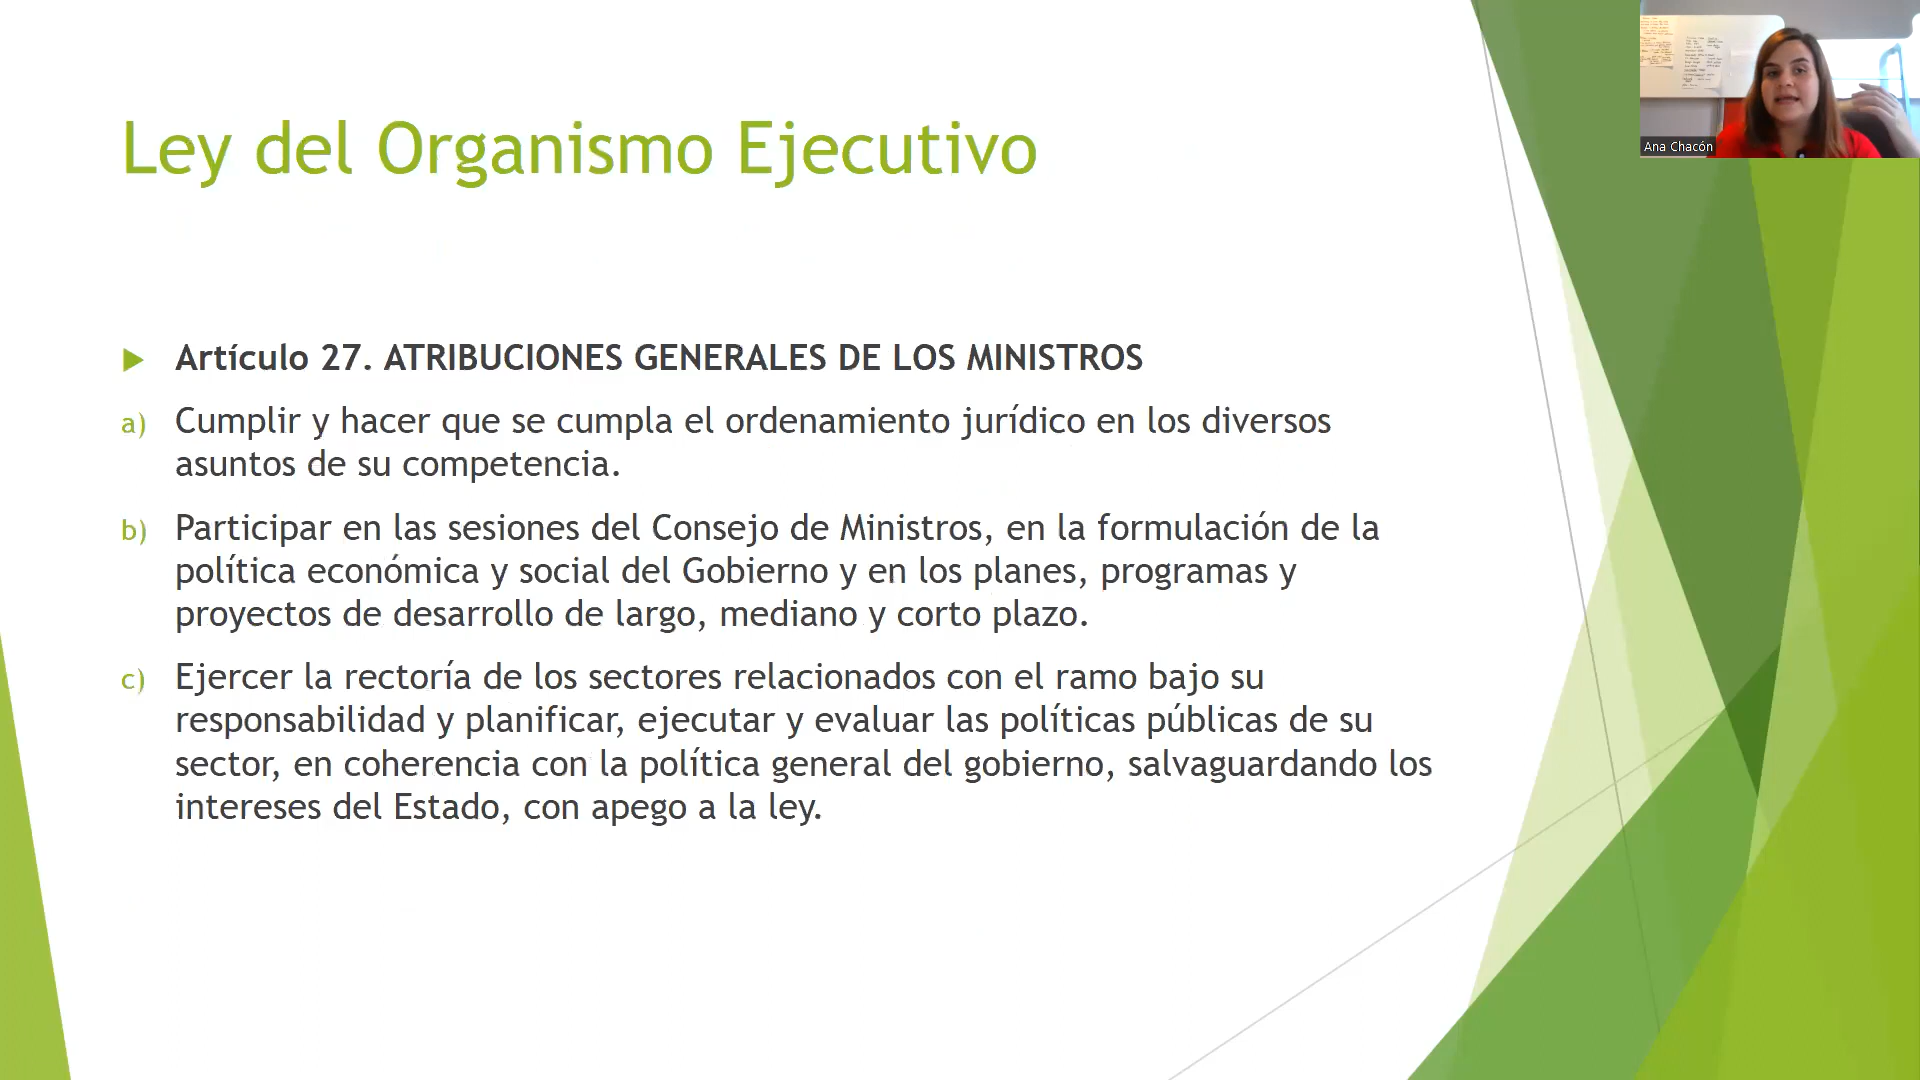 Ley del Organismo Ejecutivo
Ana Chacón
Artículo 27. ATRIBUCIONES GENERALES DE LOS MINISTROS
a) Cumplir y hacer que se cumpla el ordenamiento jurídico en los diversos
asuntos de su competencia.
b) Participar en las sesiones del Consejo de Ministros, en la formulación de la
política económica y social del Gobierno y en los planes, programas y
proyectos de desarrollo de largo, mediano y corto plazo.
c) Ejercer la rectoría de los sectores relacionados con el ramo bajo su
responsabilidad y planificar, ejecutar y evaluar las políticas públicas de su
sector, en coherencia con la política general del gobierno, salvaguardando los
intereses del Estado, con apego a la ley.